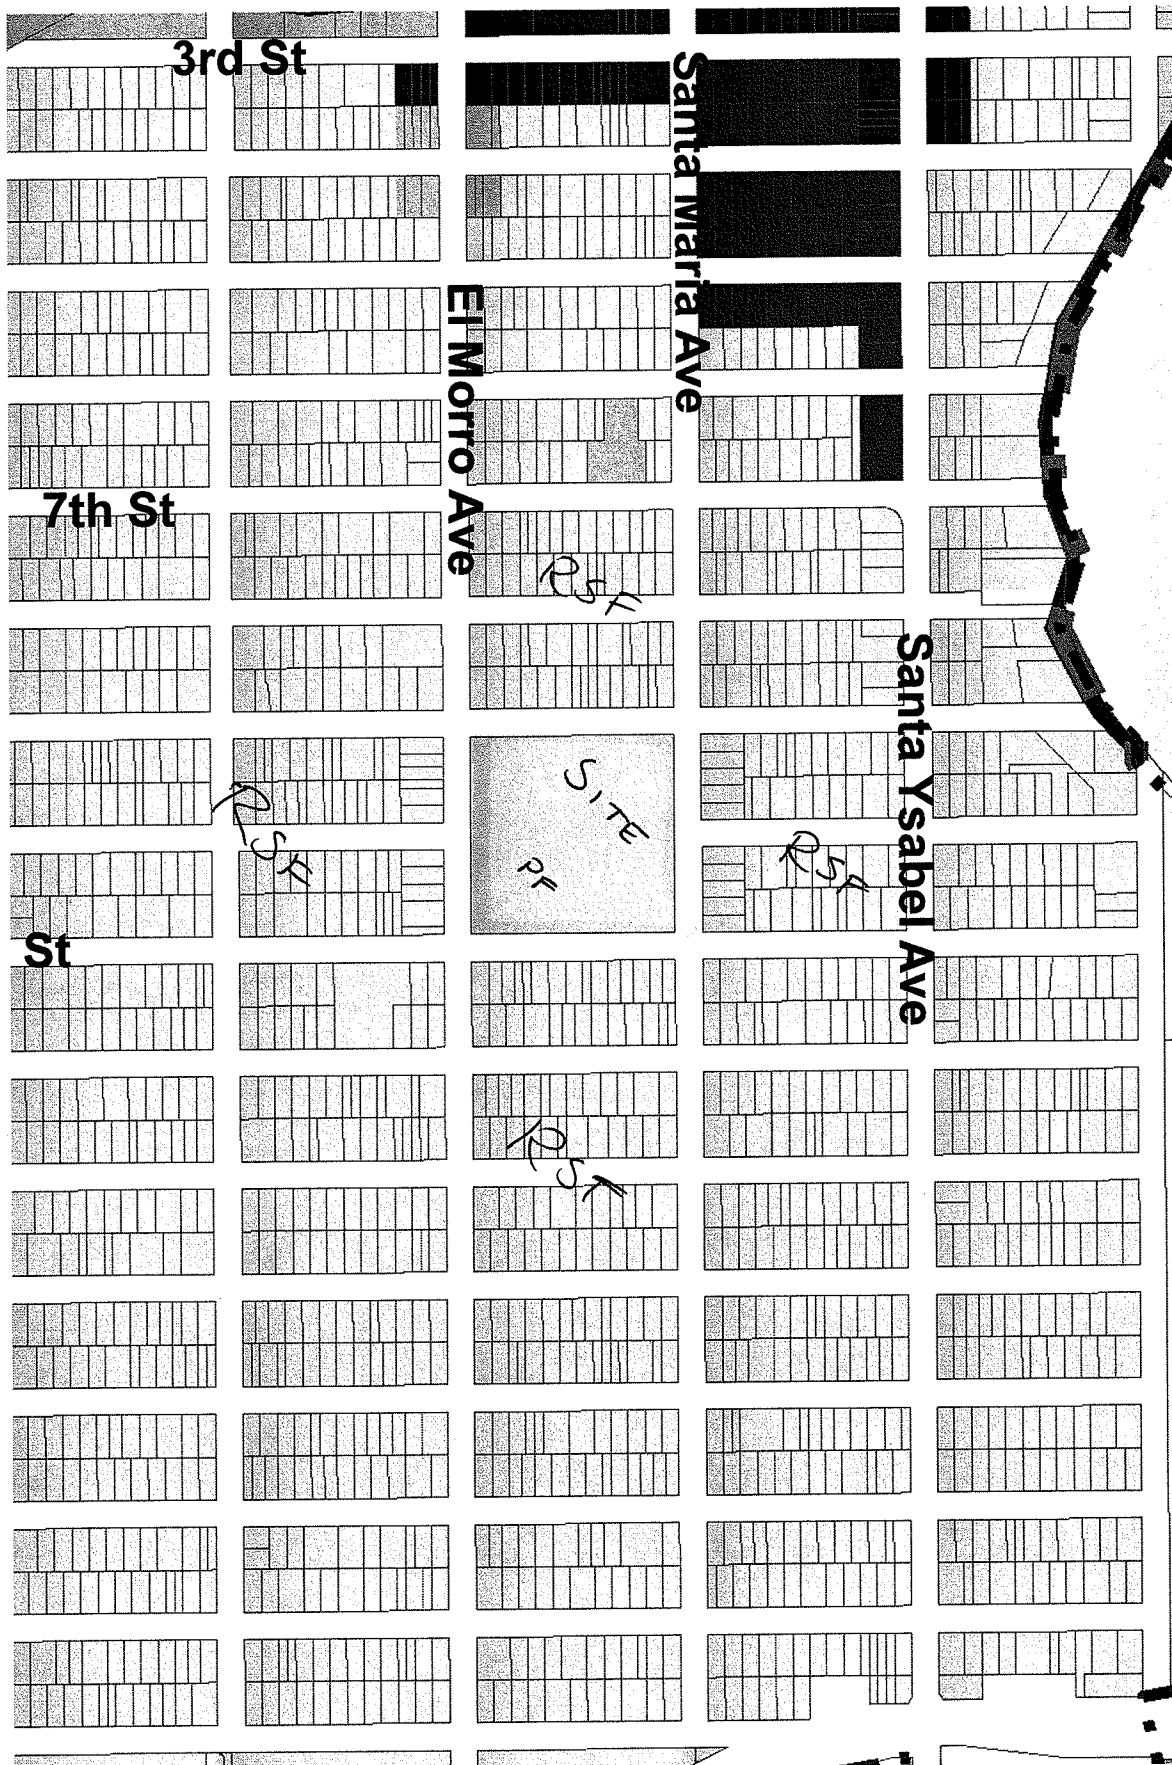 3rd St
Santa Maria Ave
El Morro Ave
7th St
RSF
Santa Ysabel Ave
SITE
RSF
PF
RSF
St
RSF